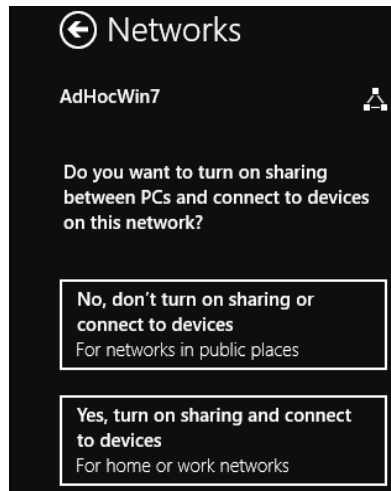 Networks
AdHocWin7
Do you want to turn on sharing
between PCs and connect to devices
on this network?
No, don't turn on sharing or
connect to devices
For networks in public places
Yes, turn on sharing and connect
to devices
For home or work networks